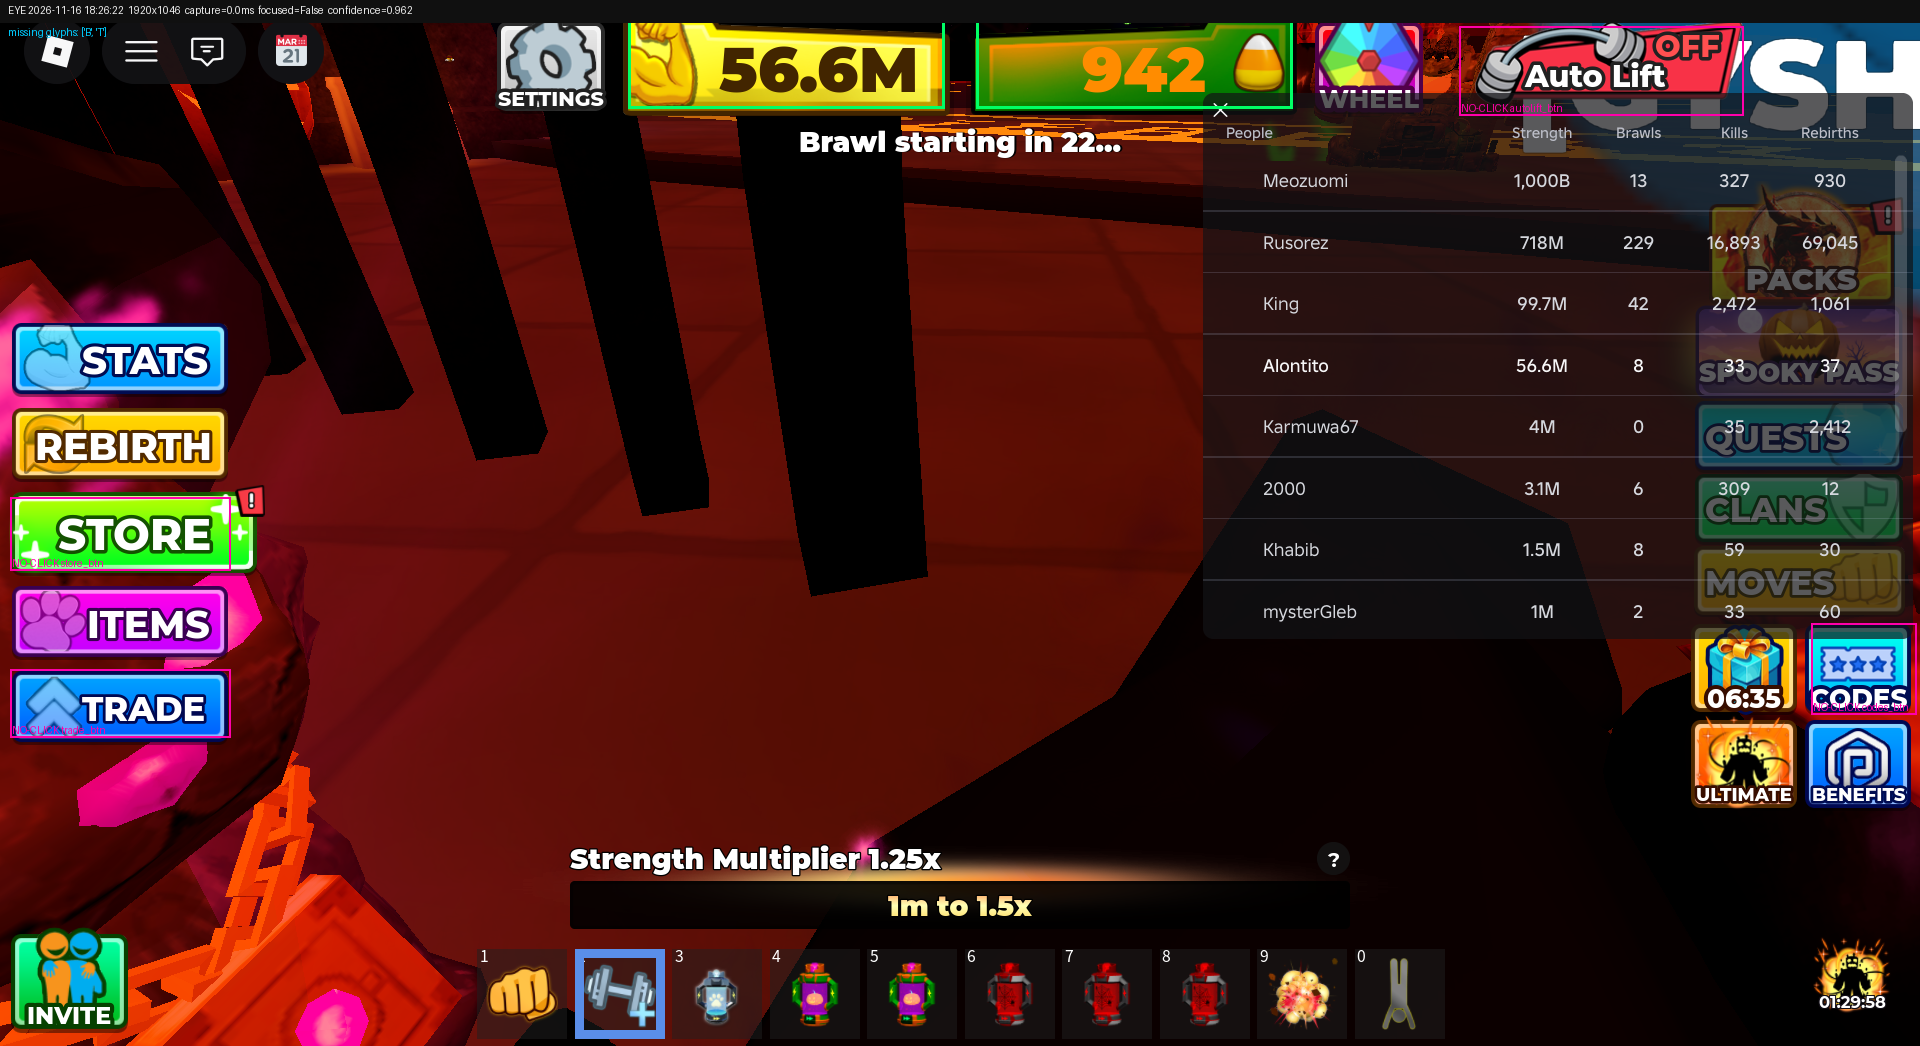 EYE 2026-11-16 18:26:22 1920x1046 capture=0.0ms focused=False confidence=0.962
missing glyphs: ['B', 'T']
MAR
21
SETTINGS
56.6M
942
WHEEL
OFF
Auto Lift
Brawl starting in 22...
People Strength Brawls Kills Rebirths
Meozuomi 1,000B 13 327 930
Rusorez 718M 229 16,893 69,045
King 99.7M 42 2,472 1,061
Alontito 56.6M 8 33 37
Karmuwa67 4M 0 35 2,412
2000 3.1M 6 309 12
Khabib 1.5M 8 59 30
mysterGleb 1M 2 33 60
PACKS
SPOOKY PASS
QUESTS
CLANS
MOVES
STATS
REBIRTH
STORE
NO-CLICK store_btn
ITEMS
TRADE
06:35
CODES
NO-CLICK codes_btn
ULTIMATE
BENEFITS
Strength Multiplier 1.25x
?
1m to 1.5x
INVITE
1 3 4 5 6 7 8 9 0
01:29:58